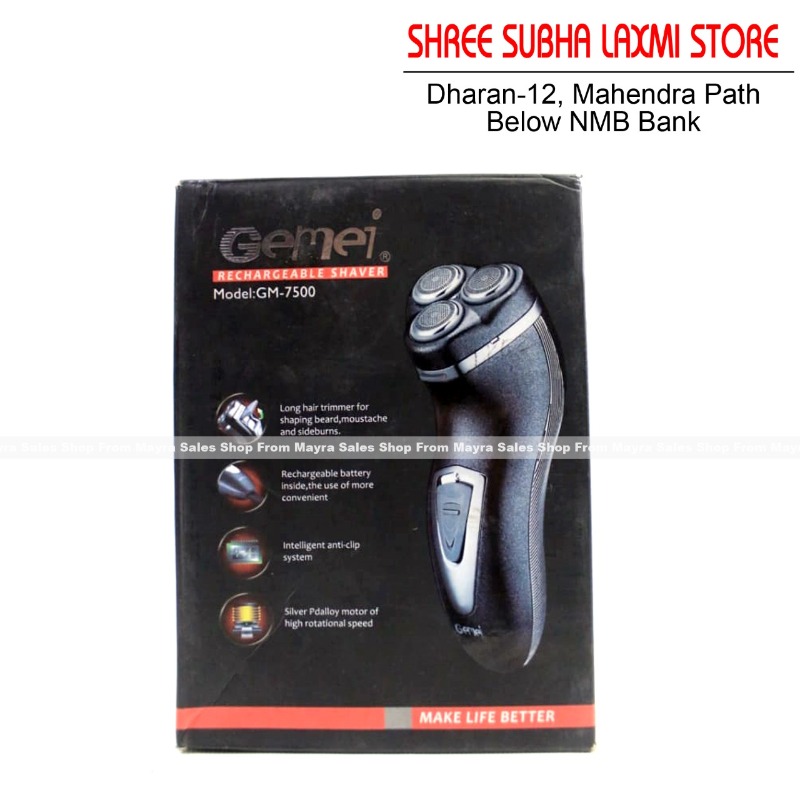 SHREE SUBHA LAXMI STORE
Dharan-12, Mahendra Path
Below NMB Bank
Gemei®
RECHARGEABLE SHAVER
Model:GM-7500
Long hair trimmer for
shaping beard,moustache
and sideburns.
Sales Shop From Mayra Sales Shop From Mayra Sales Shop From Mayra Sales
Rechargeable battery
inside,the use of more
convenient
Intelligent anti-clip
system
Silver Pdalloy motor of
high rotational speed
Gemei
MAKE LIFE BETTER